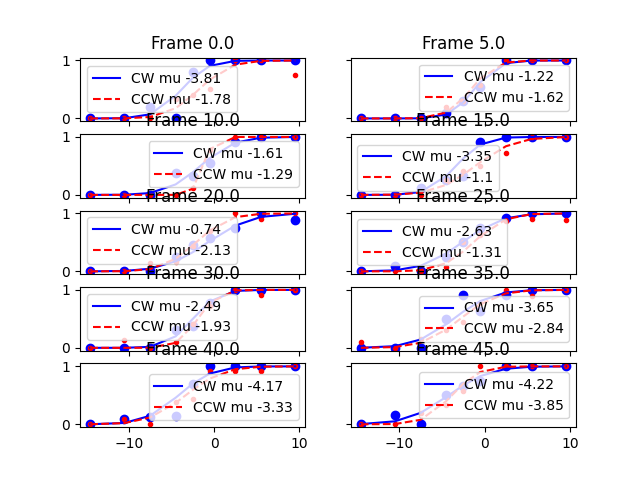 Frame 0.0
Frame 5.0
1
CW mu -3.81
CCW mu -1.78
0
CW mu -1.22
CCW mu -1.62
Frame 10.0
Frame 15.0
1
CW mu -1.61
CCW mu -1.29
0
CW mu -3.35
CCW mu -1.1
Frame 20.0
Frame 25.0
1
CW mu -0.74
CCW mu -2.13
0
CW mu -2.63
CCW mu -1.31
Frame 30.0
Frame 35.0
1
CW mu -2.49
CCW mu -1.93
0
CW mu -3.65
CCW mu -2.84
Frame 40.0
Frame 45.0
1
CW mu -4.17
CCW mu -3.33
0
CW mu -4.22
CCW mu -3.85
−10 0 10
−10 0 10